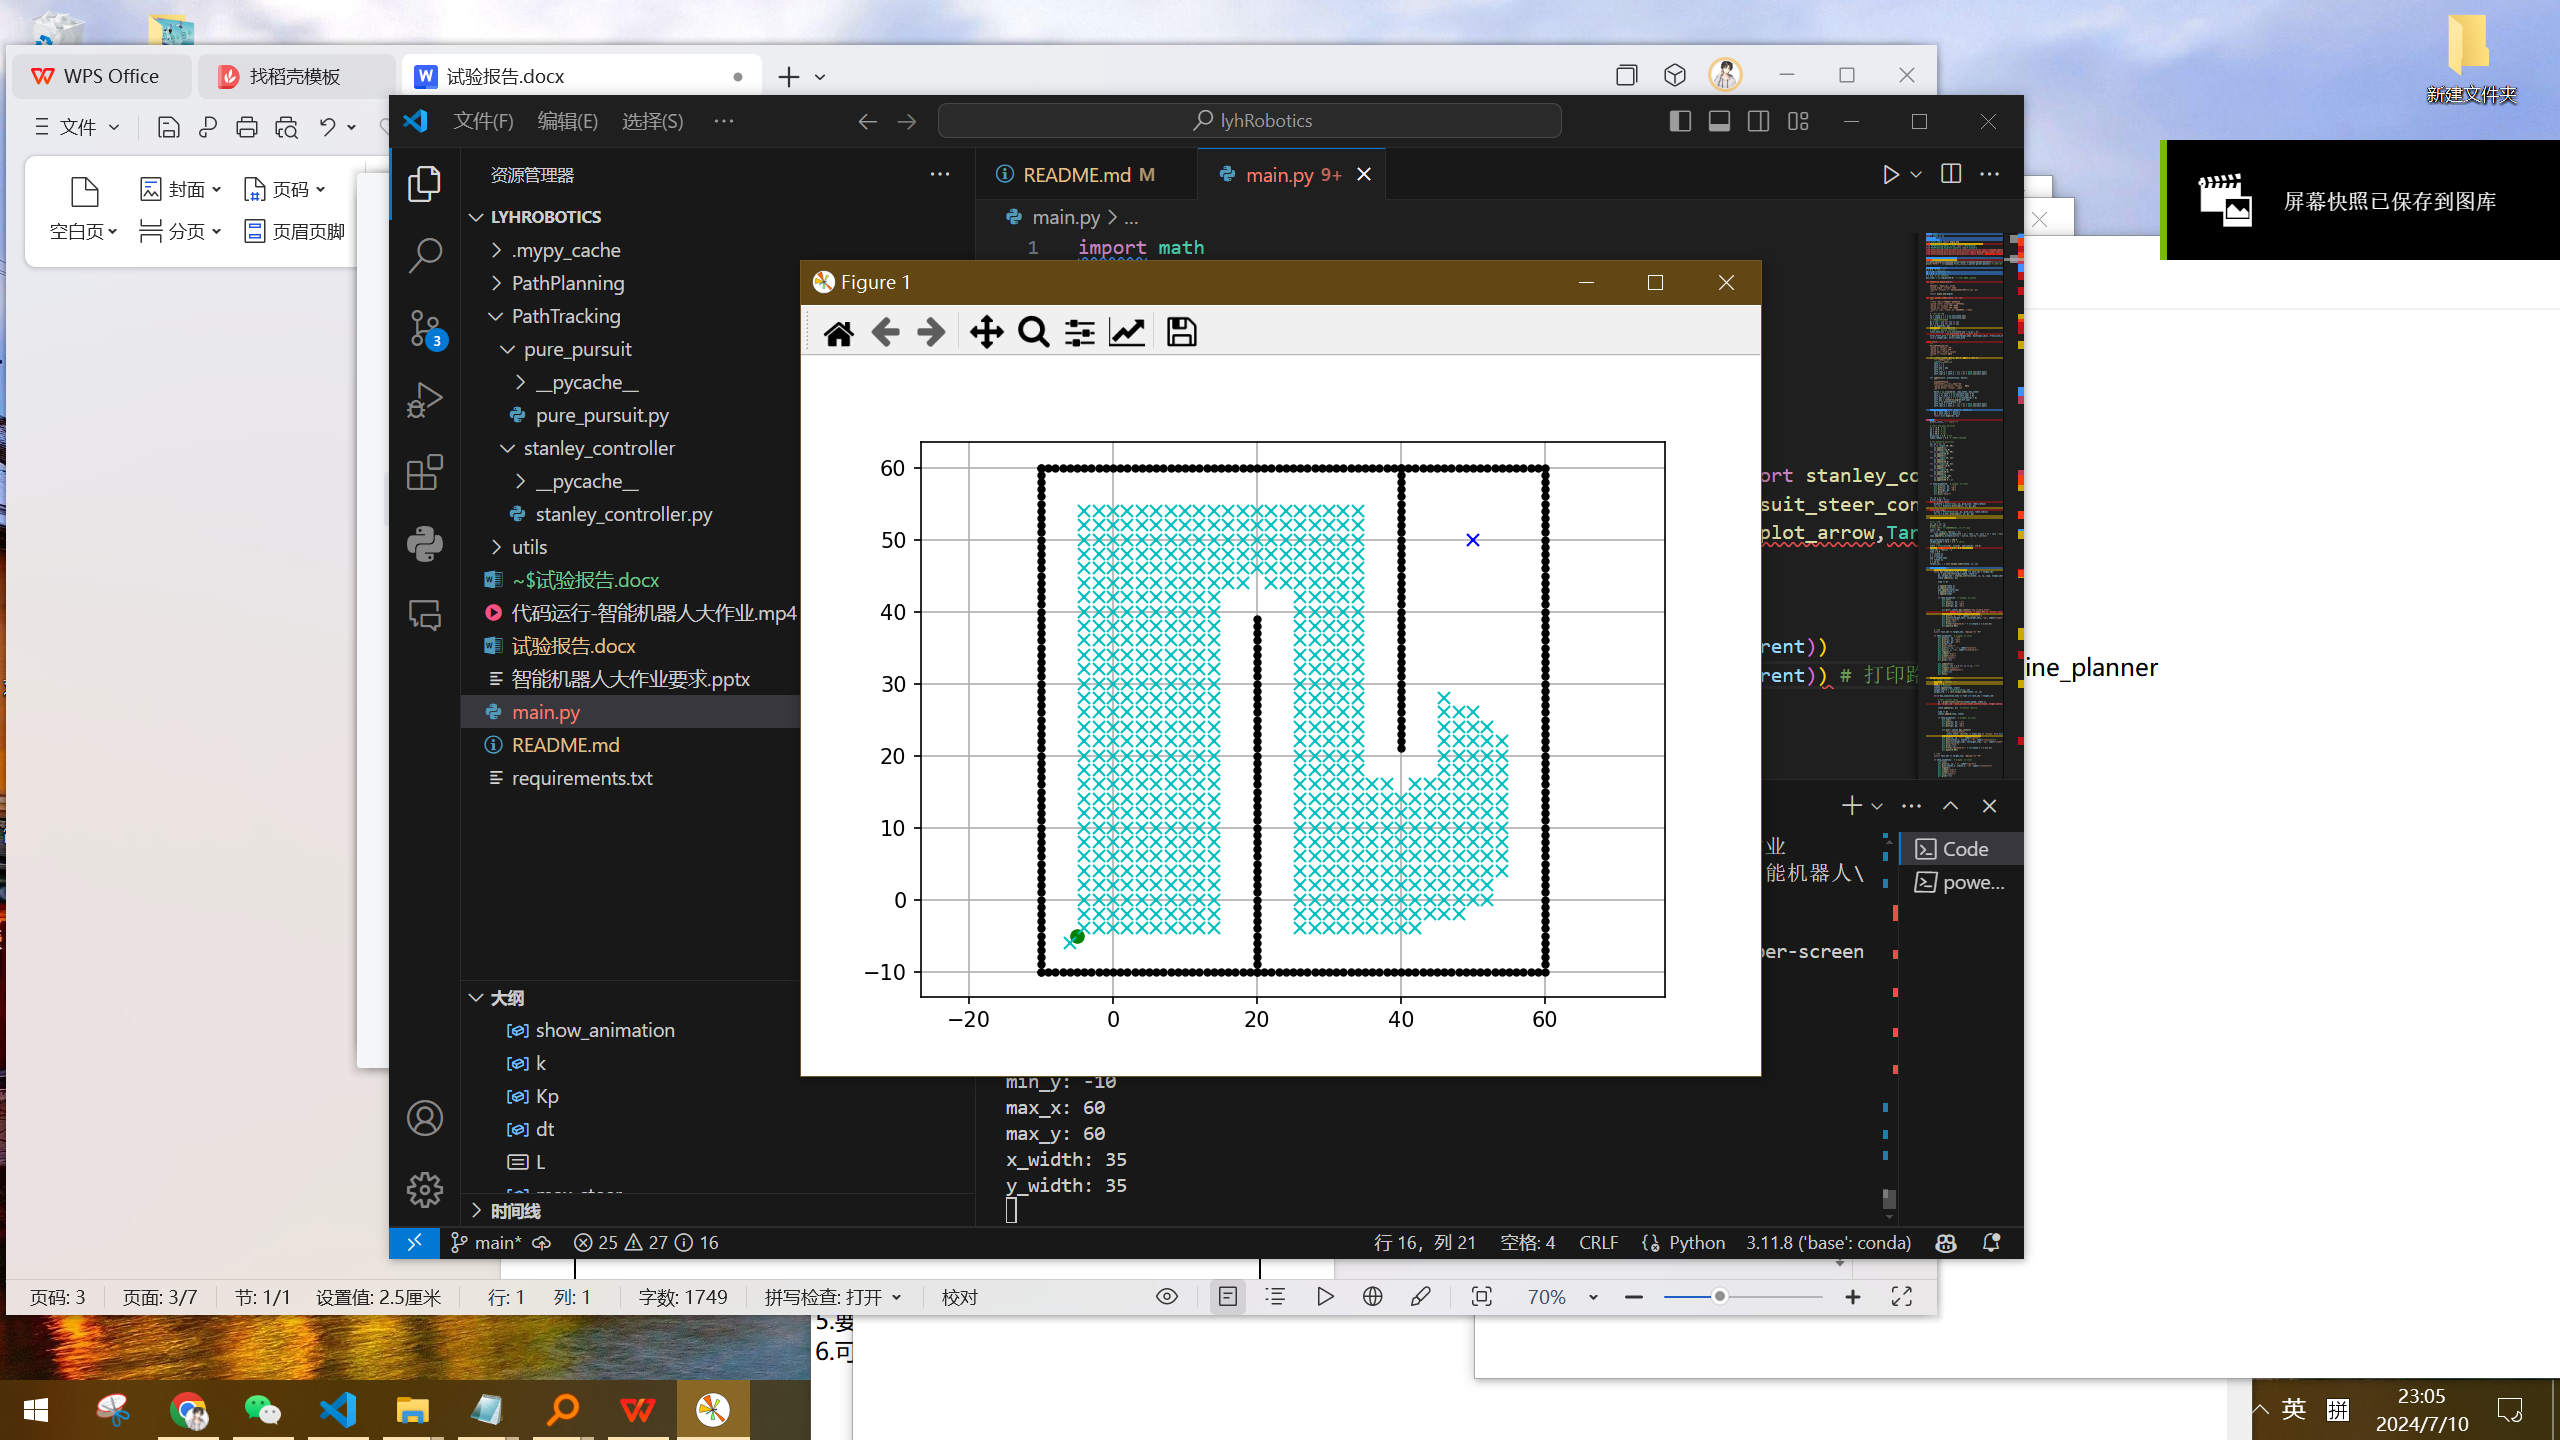 新建文件夹
WPS Office
找稻壳模板
试验报告.docx
文件
空白页
封面
页码
分页
页眉页脚
文件(F)
编辑(E)
选择(S)
lyhRobotics
屏幕快照已保存到图库
资源管理器
README.md M
main.py 9+
LYHROBOTICS
main.py > ...
1
import math
.mypy_cache
PathPlanning
PathTracking
pure_pursuit
__pycache__
pure_pursuit.py
stanley_controller
__pycache__
stanley_controller.py
utils
~$试验报告.docx
代码运行-智能机器人大作业.mp4
试验报告.docx
智能机器人大作业要求.pptx
main.py
README.md
requirements.txt
3
Figure 1
60
50
40
30
20
10
0
−10
−20
0
20
40
60
ort stanley_co
suit_steer_con
plot_arrow,Tar
rent))
rent)) # 打印
ine_planner
业
能机器人\
per-screen
Code
powe...
大纲
show_animation
k
Kp
dt
L
时间线
min_y: -10
max_x: 60
max_y: 60
x_width: 35
y_width: 35
main*
25
27
16
行 16，列 21
空格: 4
CRLF
Python
3.11.8 ('base': conda)
页码: 3
页面: 3/7
节: 1/1
设置值: 2.5厘米
行: 1
列: 1
字数: 1749
拼写检查: 打开
校对
70%
5.要
6.可
英
拼
23:05
2024/7/10